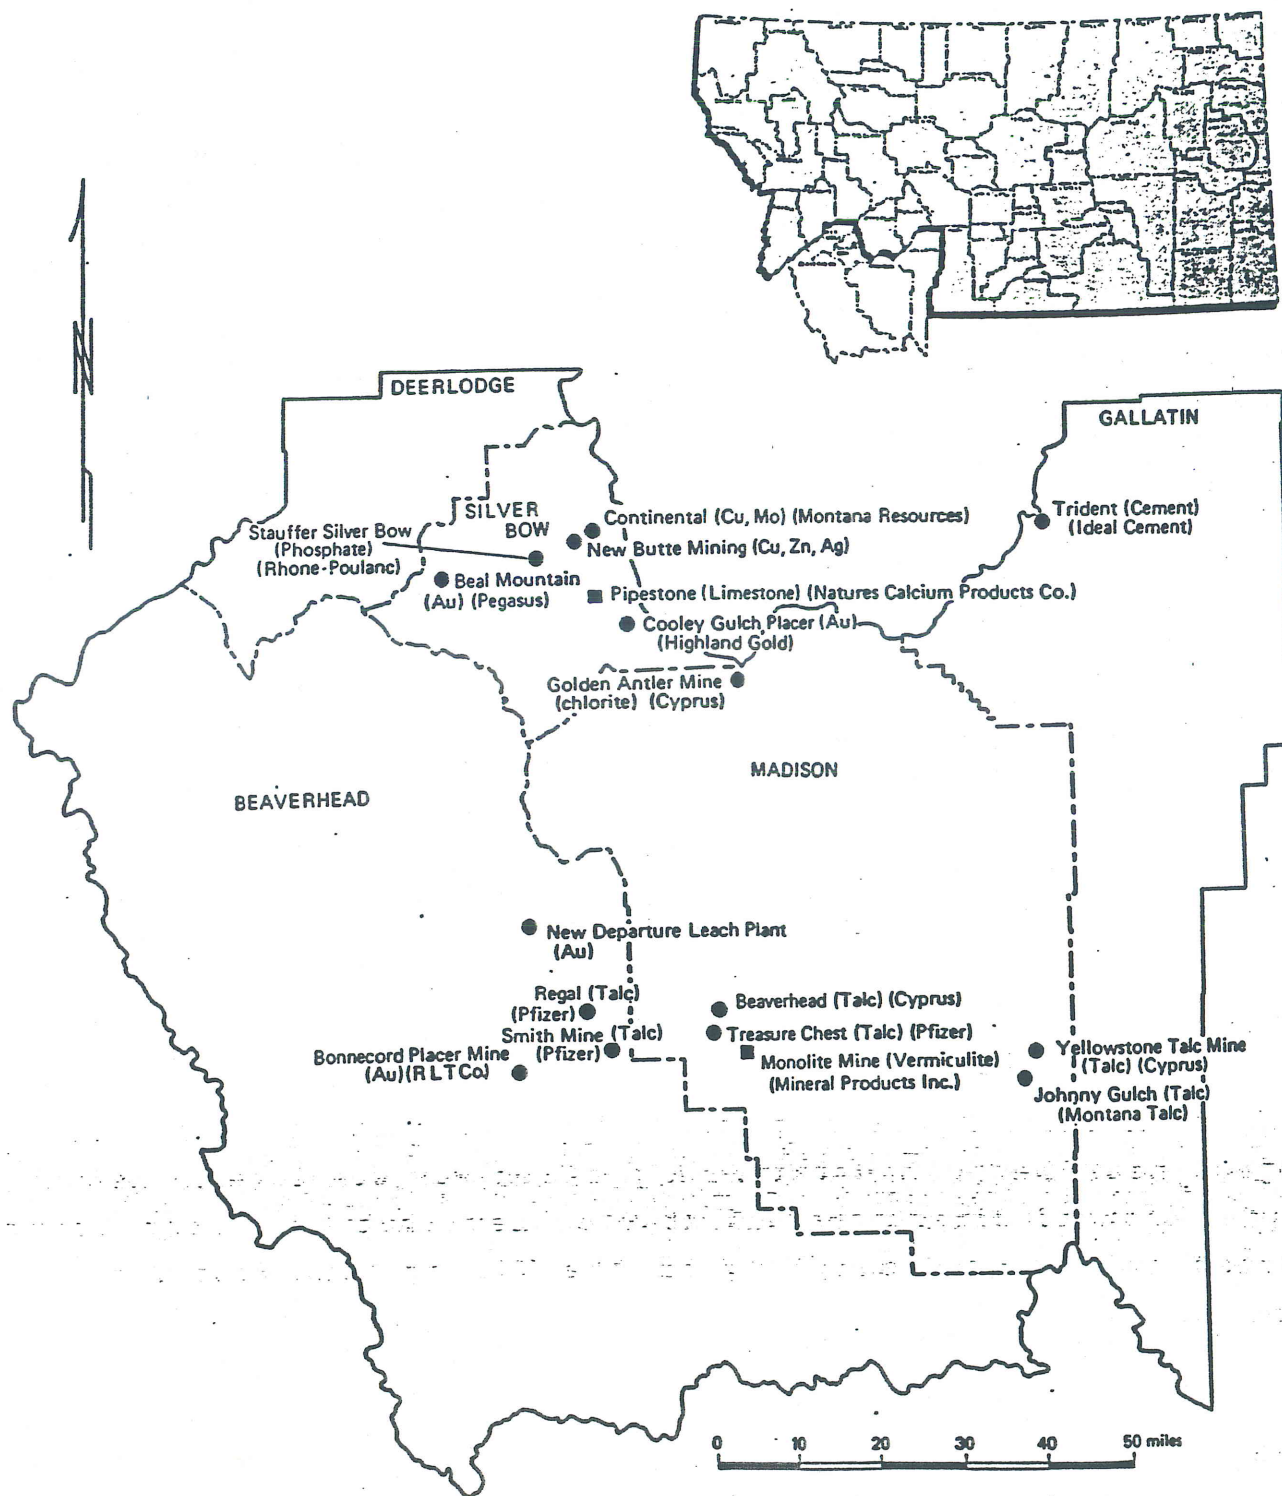 N
DEERLODGE
GALLATIN
SILVER
BOW
Stauffer Silver Bow
(Phosphate)
(Rhone-Poulanc)
Continental (Cu, Mo) (Montana Resources)
New Butte Mining (Cu, Zn, Ag)
Trident (Cement)
(Ideal Cement)
Beal Mountain
(Au) (Pegasus)
Pipestone (Limestone) (Natures Calcium Products Co.)
Cooley Gulch Placer (Au)
(Highland Gold)
Golden Antler Mine
(chlorite) (Cyprus)
BEAVERHEAD
MADISON
New Departure Leach Plant
(Au)
Regal (Talc)
(Pfizer)
Smith Mine (Talc)
(Pfizer)
Bonnecord Placer Mine
(Au) (R L T Co.)
Beaverhead (Talc) (Cyprus)
Treasure Chest (Talc) (Pfizer)
Monolite Mine (Vermiculite)
(Mineral Products Inc.)
Yellowstone Talc Mine
(Talc) (Cyprus)
Johnny Gulch (Talc)
(Montana Talc)
0 10 20 30 40 50 miles